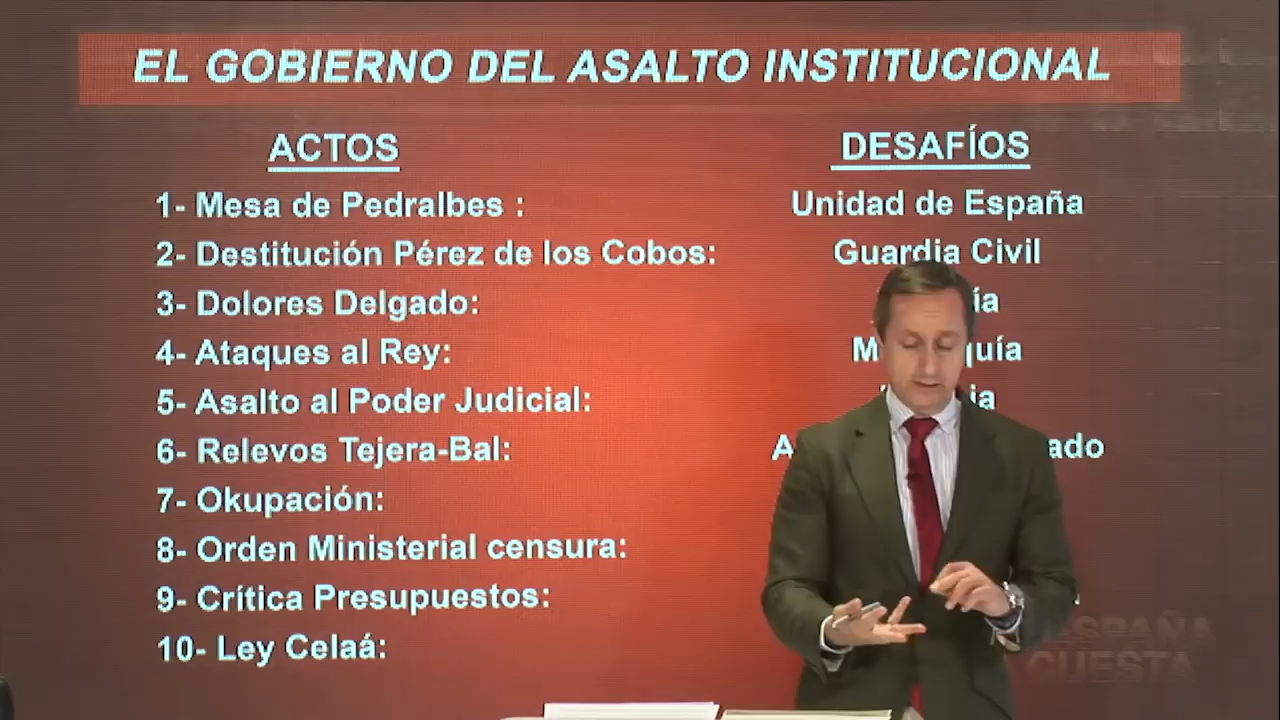 EL GOBIERNO DEL ASALTO INSTITUCIONAL
ACTOS DESAFÍOS
1- Mesa de Pedralbes : Unidad de España
2- Destitución Pérez de los Cobos: Guardia Civil
3- Dolores Delgado:
4- Ataques al Rey:
5- Asalto al Poder Judicial:
6- Relevos Tejera-Bal:
7- Okupación:
8- Orden Ministerial censura:
9- Crítica Presupuestos:
10- Ley Celaá:
ESPAÑA
CUESTA